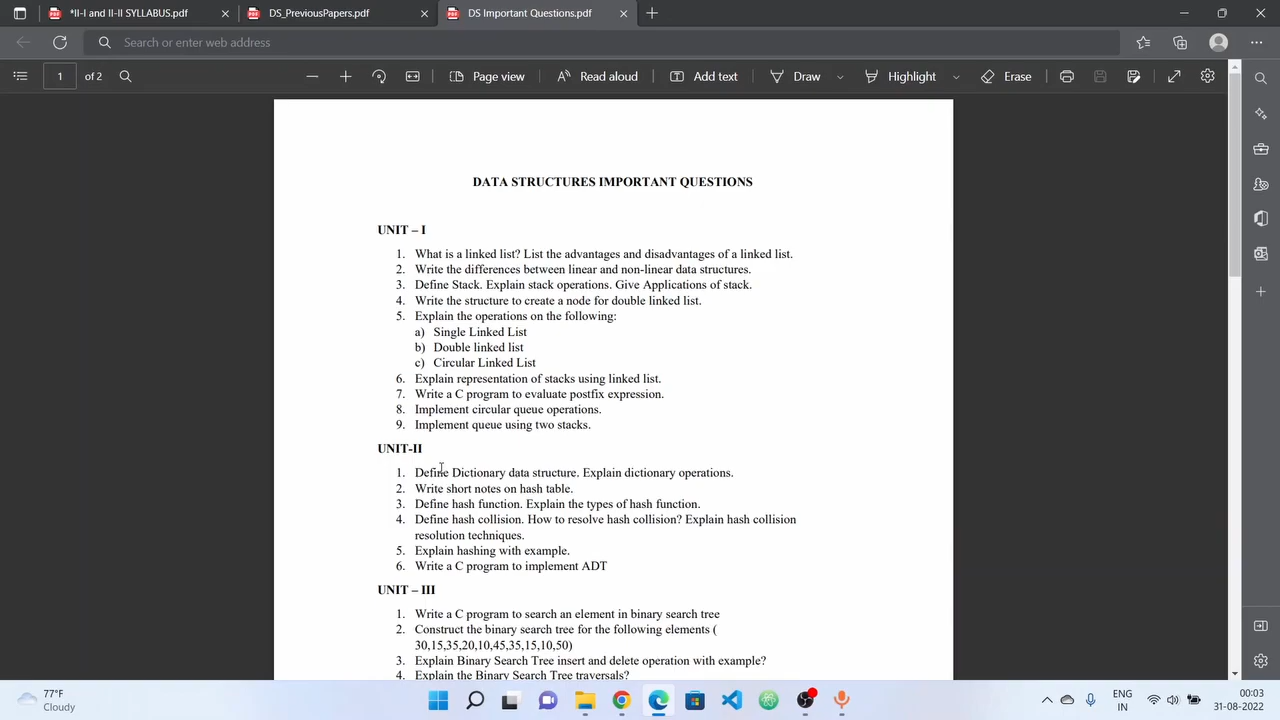 *II-I and II-II SYLLABUS.pdf
DS_PreviousPapers.pdf
DS Important Questions.pdf
Search or enter web address
1 of 2
Page view
Read aloud
Add text
Draw
Highlight
Erase
DATA STRUCTURES IMPORTANT QUESTIONS
UNIT – I
1. What is a linked list? List the advantages and disadvantages of a linked list.
2. Write the differences between linear and non-linear data structures.
3. Define Stack. Explain stack operations. Give Applications of stack.
4. Write the structure to create a node for double linked list.
5. Explain the operations on the following:
a) Single Linked List
b) Double linked list
c) Circular Linked List
6. Explain representation of stacks using linked list.
7. Write a C program to evaluate postfix expression.
8. Implement circular queue operations.
9. Implement queue using two stacks.
UNIT-II
1. Define Dictionary data structure. Explain dictionary operations.
2. Write short notes on hash table.
3. Define hash function. Explain the types of hash function.
4. Define hash collision. How to resolve hash collision? Explain hash collision
resolution techniques.
5. Explain hashing with example.
6. Write a C program to implement ADT
UNIT – III
1. Write a C program to search an element in binary search tree
2. Construct the binary search tree for the following elements (
30,15,35,20,10,45,35,15,10,50)
3. Explain Binary Search Tree insert and delete operation with example?
4. Explain the Binary Search Tree traversals?
77°F
Cloudy
ENG
IN
00:03
31-08-2022